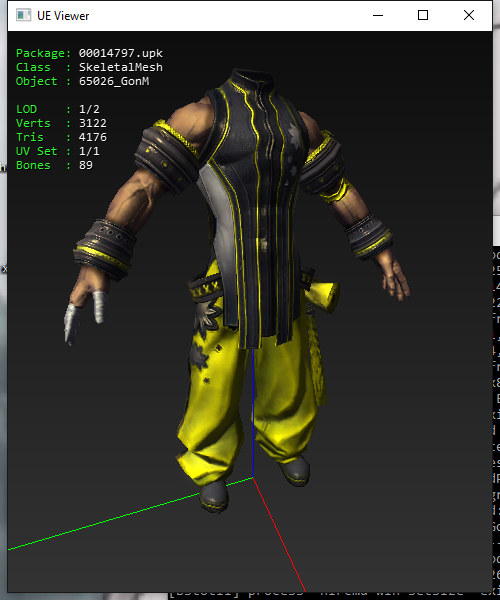 UE Viewer
Package: 00014797.upk
Class : SkeletalMesh
Object : 65026_GonM
LOD : 1/2
Verts : 3122
Tris : 4176
UV Set : 1/1
Bones : 89